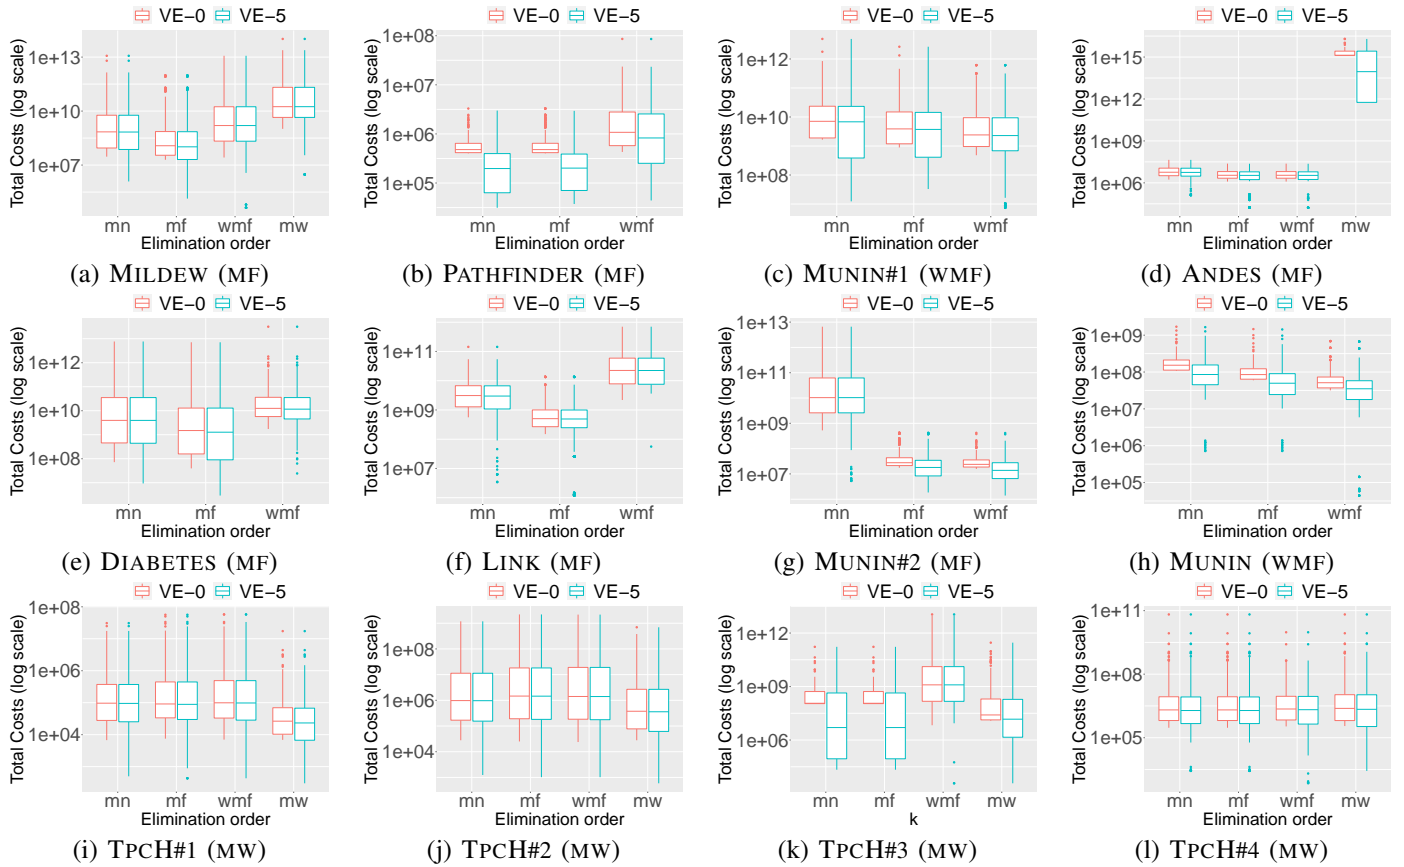 VE−0 VE−5
Total Costs (log scale)
1e+13
1e+10
1e+07
mn mf wmf mw
Elimination order
(a) MILDEW (MF)
VE−0 VE−5
Total Costs (log scale)
1e+08
1e+07
1e+06
1e+05
mn mf wmf
Elimination order
(b) PATHFINDER (MF)
VE−0 VE−5
Total Costs (log scale)
1e+12
1e+10
1e+08
mn mf wmf
Elimination order
(c) MUNIN#1 (WMF)
VE−0 VE−5
Total Costs (log scale)
1e+15
1e+12
1e+09
1e+06
mn mf wmf mw
Elimination order
(d) ANDES (MF)
VE−0 VE−5
Total Costs (log scale)
1e+12
1e+10
1e+08
mn mf wmf
Elimination order
(e) DIABETES (MF)
VE−0 VE−5
Total Costs (log scale)
1e+11
1e+09
1e+07
mn mf wmf
Elimination order
(f) LINK (MF)
VE−0 VE−5
Total Costs (log scale)
1e+13
1e+11
1e+09
1e+07
mn mf wmf
Elimination order
(g) MUNIN#2 (MF)
VE−0 VE−5
Total Costs (log scale)
1e+09
1e+08
1e+07
1e+06
1e+05
mn mf wmf
Elimination order
(h) MUNIN (WMF)
VE−0 VE−5
Total Costs (log scale)
1e+08
1e+06
1e+04
mn mf wmf mw
Elimination order
(i) TPCH#1 (MW)
VE−0 VE−5
Total Costs (log scale)
1e+08
1e+06
1e+04
mn mf wmf mw
Elimination order
(j) TPCH#2 (MW)
VE−0 VE−5
Total Costs (log scale)
1e+12
1e+09
1e+06
mn mf wmf mw
k
(k) TPCH#3 (MW)
VE−0 VE−5
Total Costs (log scale)
1e+11
1e+08
1e+05
mn mf wmf mw
Elimination order
(l) TPCH#4 (MW)